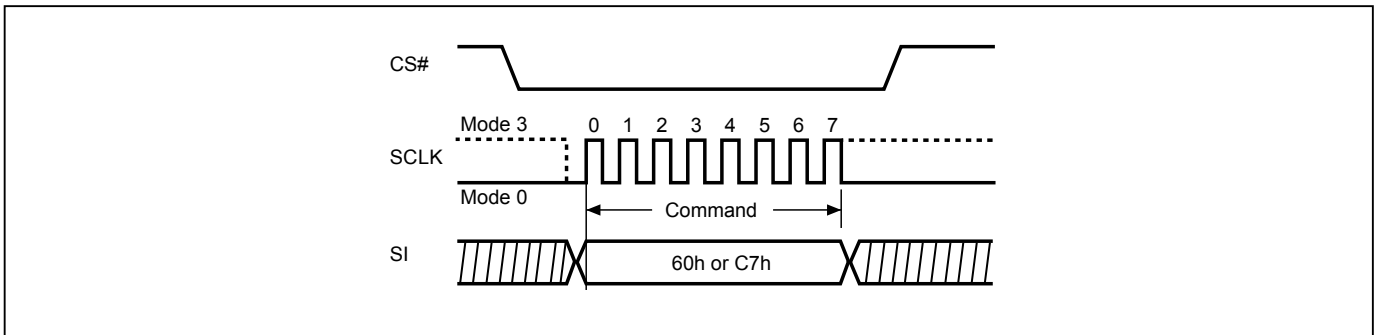 CS#
Mode 3 0 1 2 3 4 5 6 7
SCLK
Mode 0
Command
SI
60h or C7h